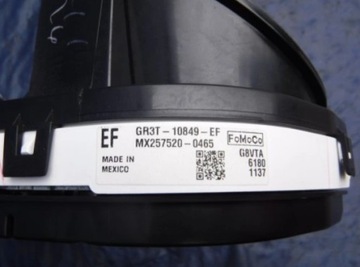 EF
GR3T-10849-EF
MX257520-0465
MADE IN
MEXICO
FoMoCo
G8VTA
6180
1137